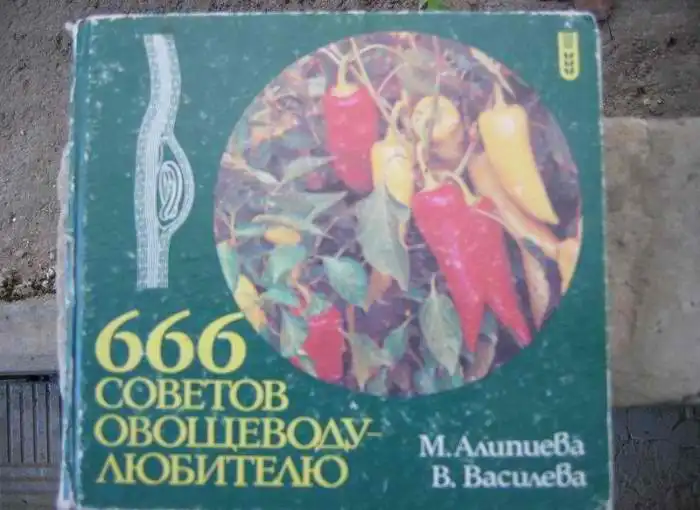 666
СОВЕТОВ
ОВОЩЕВОДУ-
ЛЮБИТЕЛЮ
М. Алипиева
В. Василева